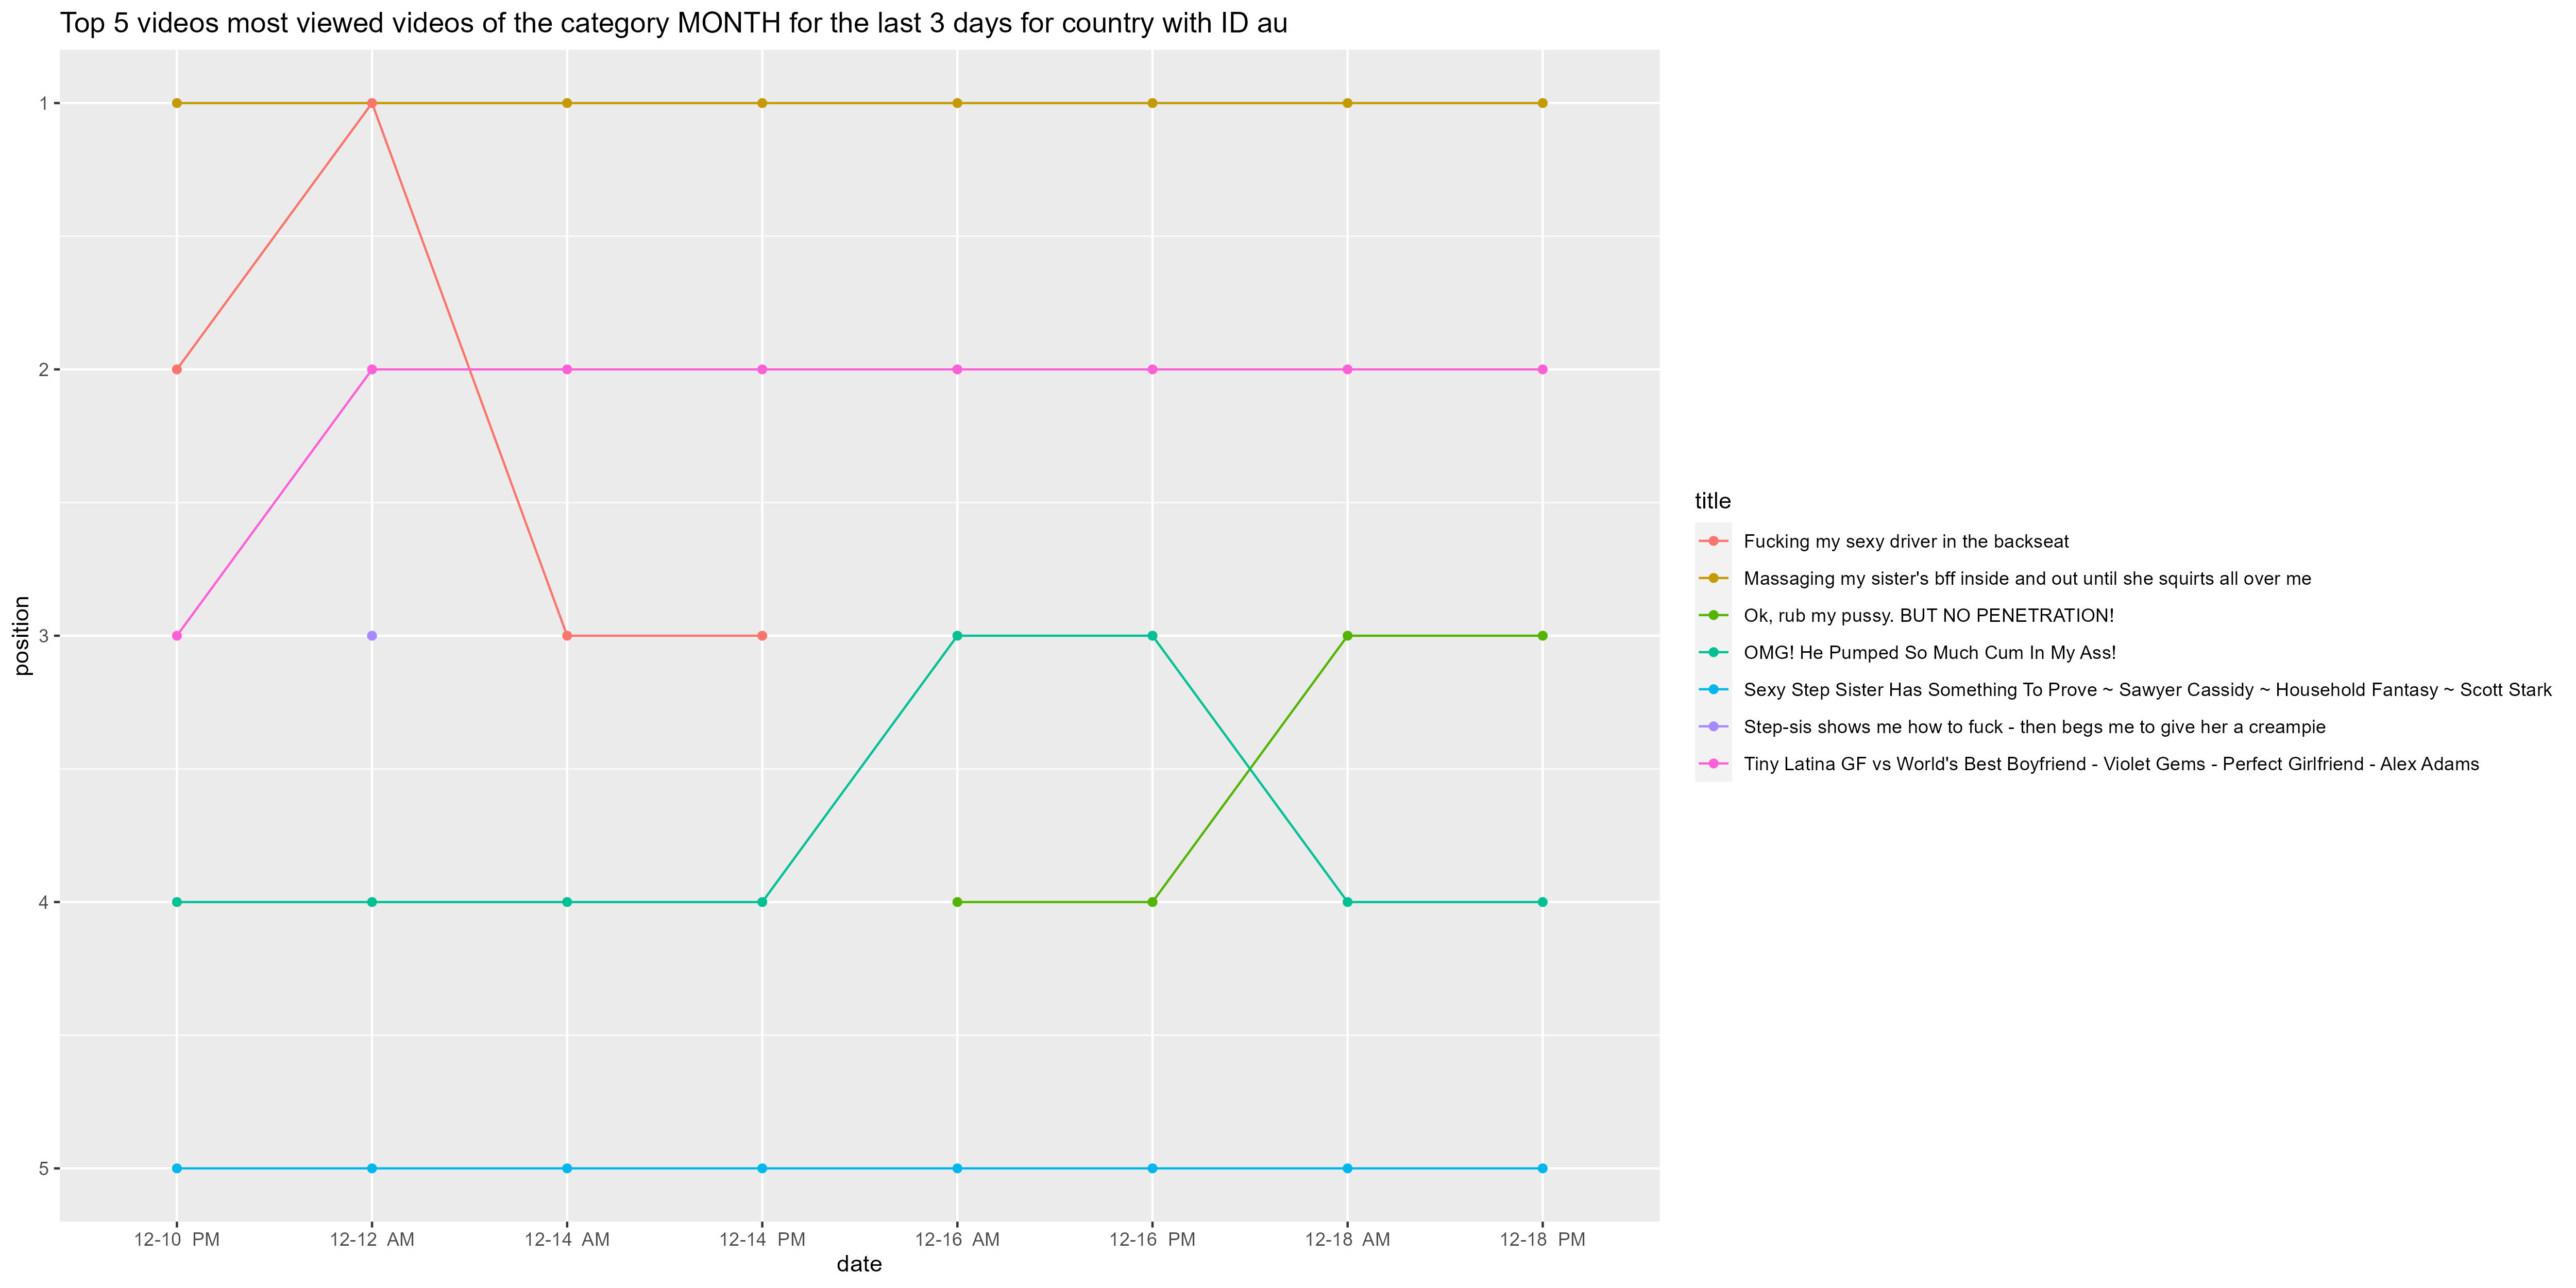 Top 5 videos most viewed videos of the category MONTH for the last 3 days for country with ID au
position
1
2
3
4
5
12-10 PM
12-12 AM
12-14 AM
12-14 PM
12-16 AM
12-16 PM
12-18 AM
12-18 PM
date
title
Fucking my sexy driver in the backseat
Massaging my sister's bff inside and out until she squirts all over me
Ok, rub my pussy. BUT NO PENETRATION!
OMG! He Pumped So Much Cum In My Ass!
Sexy Step Sister Has Something To Prove ~ Sawyer Cassidy ~ Household Fantasy ~ Scott Stark
Step-sis shows me how to fuck - then begs me to give her a creampie
Tiny Latina GF vs World's Best Boyfriend - Violet Gems - Perfect Girlfriend - Alex Adams